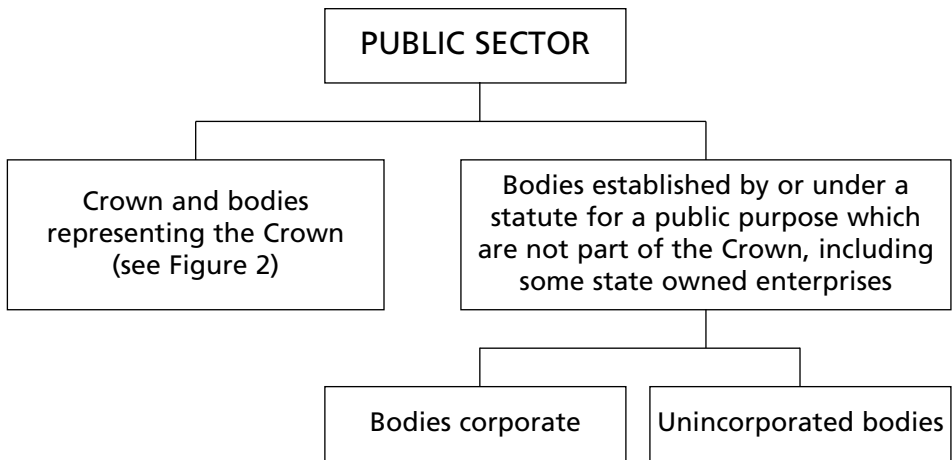 PUBLIC SECTOR
Crown and bodies
representing the Crown
(see Figure 2)
Bodies established by or under a
statute for a public purpose which
are not part of the Crown, including
some state owned enterprises
Bodies corporate
Unincorporated bodies